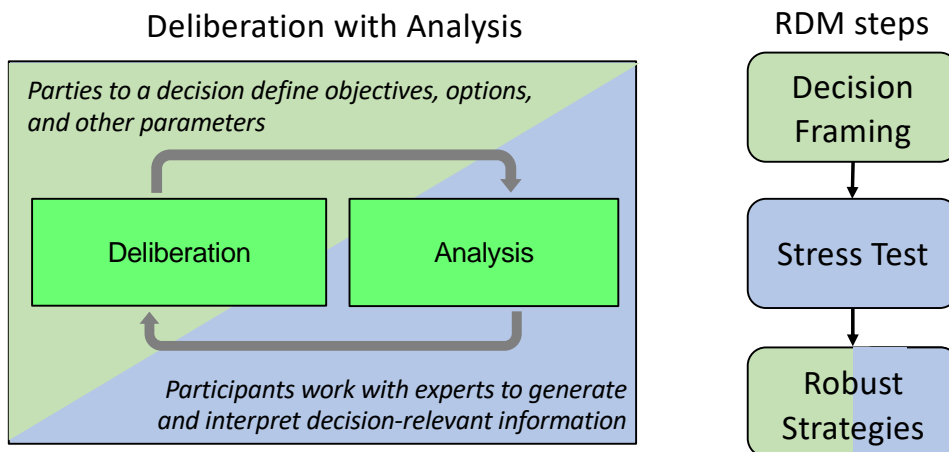 Deliberation with Analysis
Parties to a decision define objectives, options,
and other parameters
Deliberation
Analysis
Participants work with experts to generate
and interpret decision-relevant information
RDM steps
Decision
Framing
Stress Test
Robust
Strategies